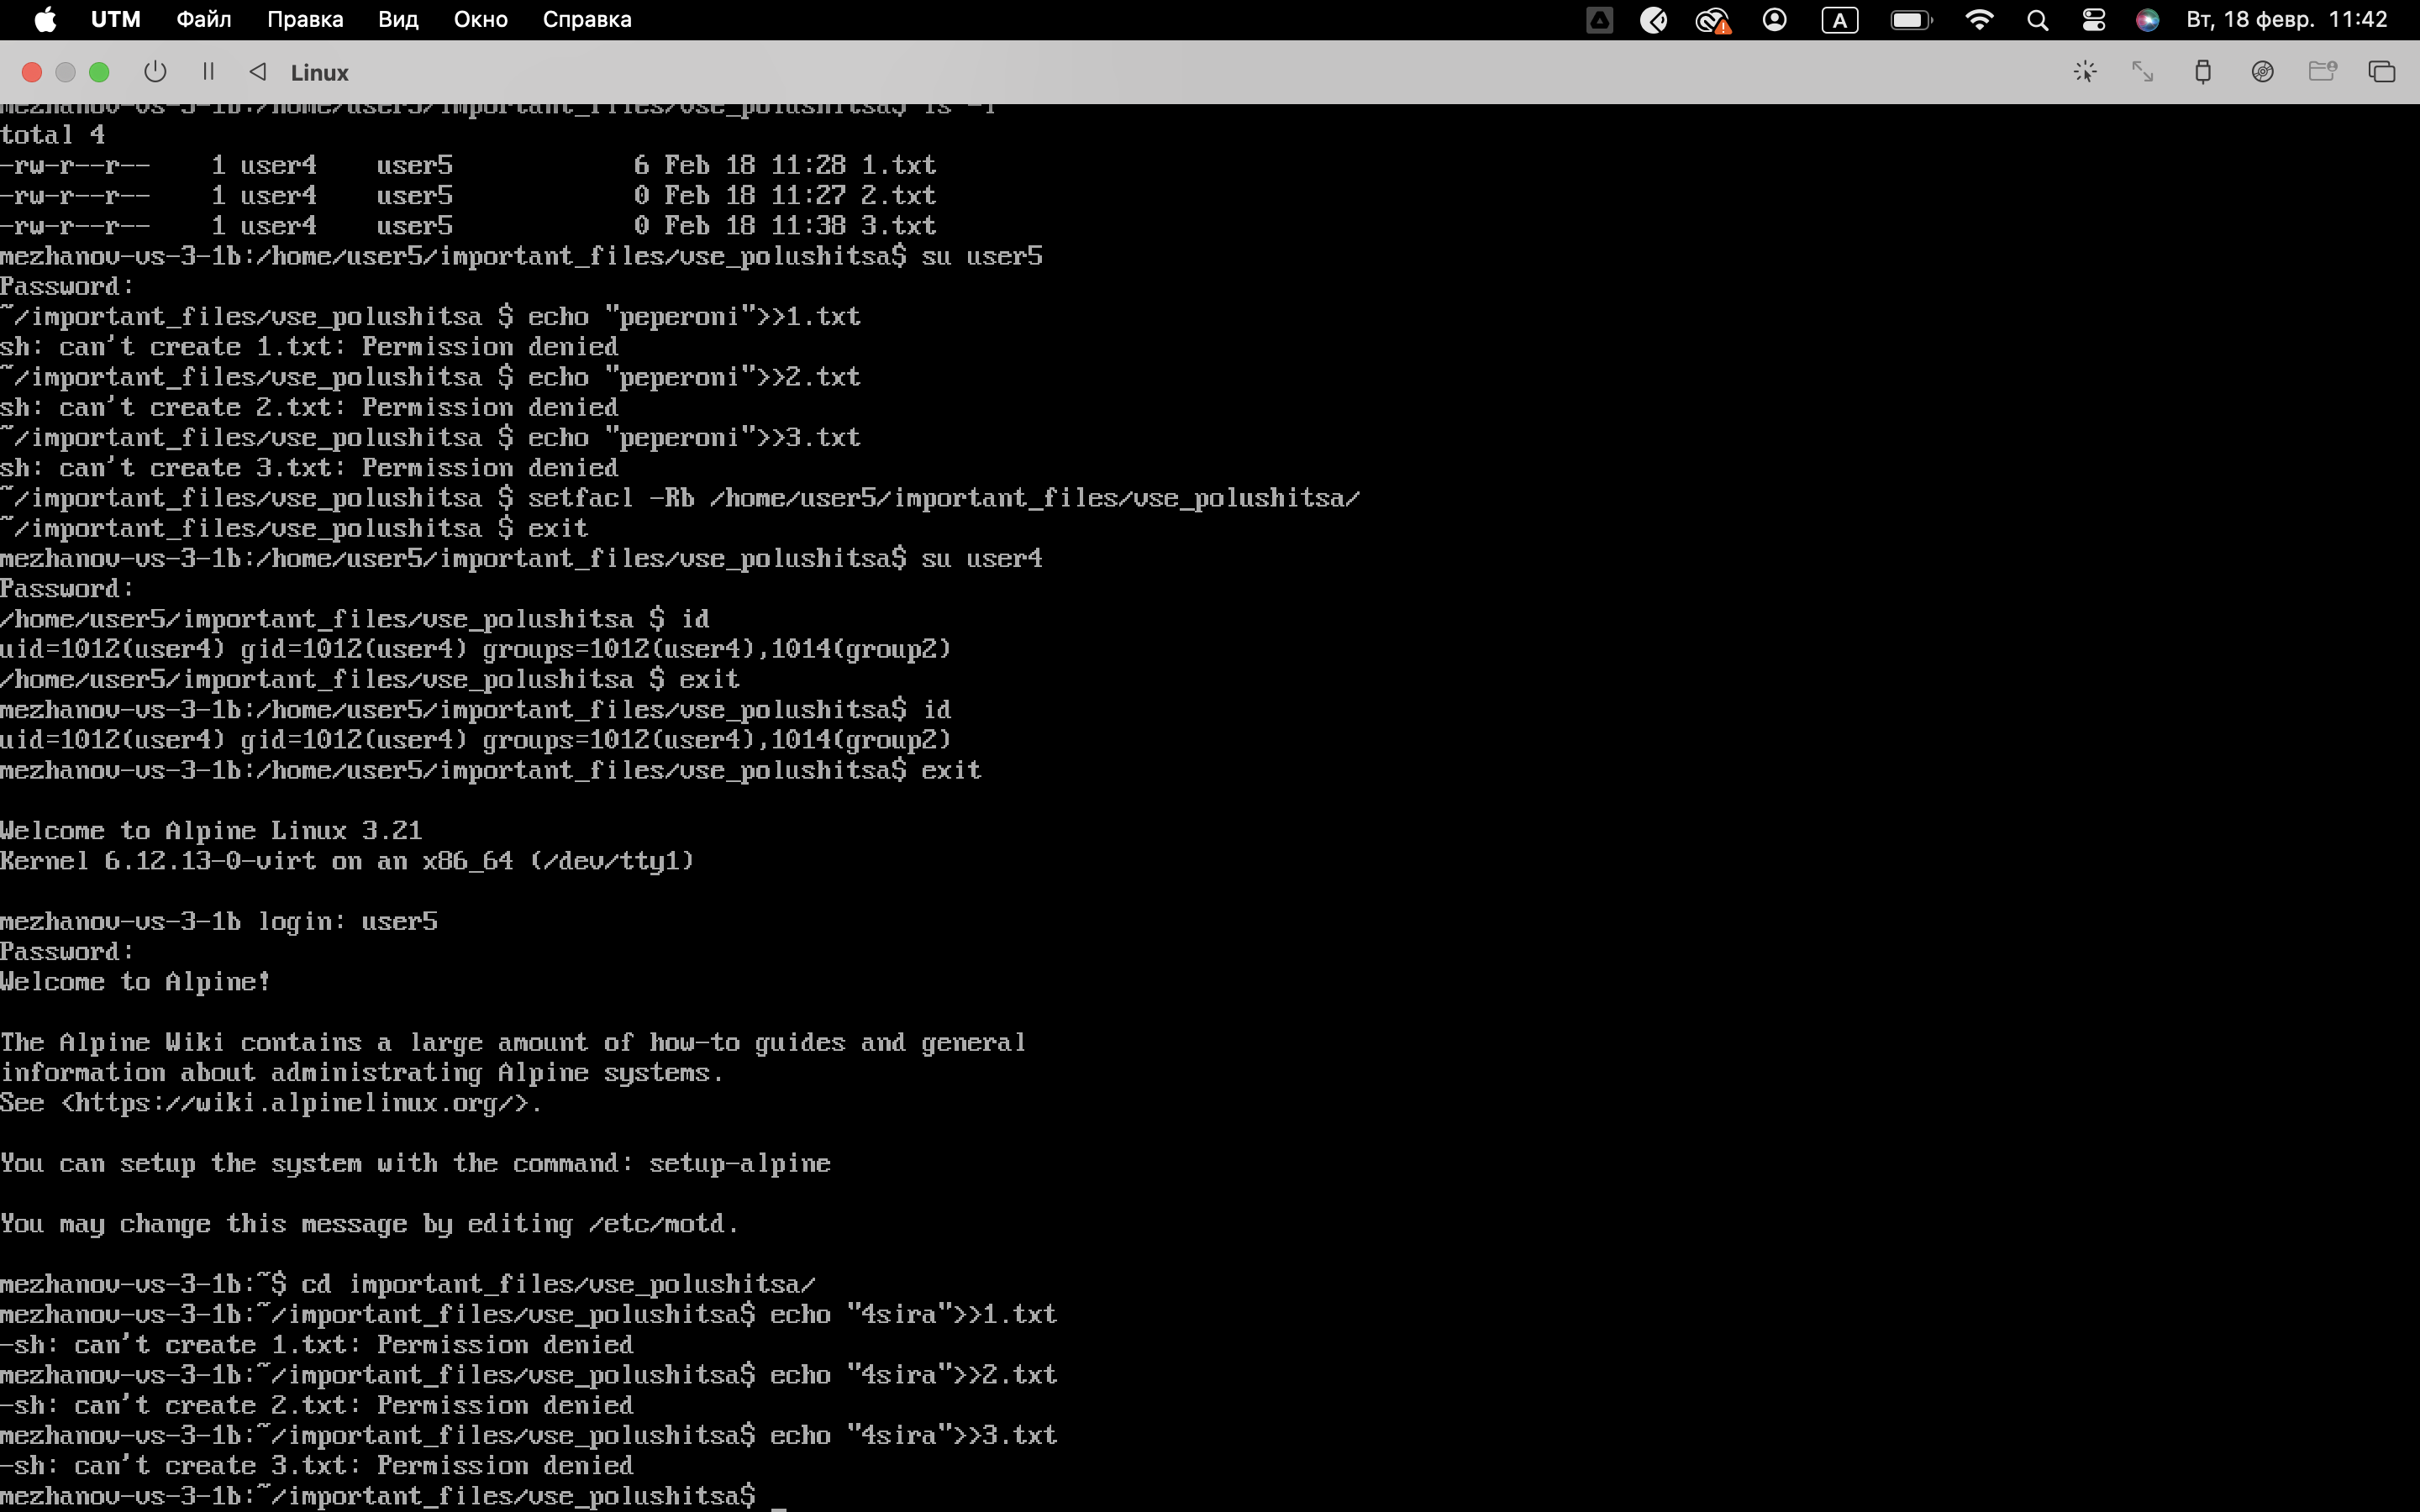 UTM Файл Правка Вид Окно Справка A Вт, 18 февр. 11:42
Linux
mezhanov-vs-3-1b:/home/user5/important_files/vse_polushitsa$ ls -l
total 4
-rw-r--r-- 1 user4 user5 6 Feb 18 11:28 1.txt
-rw-r--r-- 1 user4 user5 0 Feb 18 11:27 2.txt
-rw-r--r-- 1 user4 user5 0 Feb 18 11:38 3.txt
mezhanov-vs-3-1b:/home/user5/important_files/vse_polushitsa$ su user5
Password:
~/important_files/vse_polushitsa $ echo "peperoni">>1.txt
sh: can't create 1.txt: Permission denied
~/important_files/vse_polushitsa $ echo "peperoni">>2.txt
sh: can't create 2.txt: Permission denied
~/important_files/vse_polushitsa $ echo "peperoni">>3.txt
sh: can't create 3.txt: Permission denied
~/important_files/vse_polushitsa $ setfacl -Rb /home/user5/important_files/vse_polushitsa/
~/important_files/vse_polushitsa $ exit
mezhanov-vs-3-1b:/home/user5/important_files/vse_polushitsa$ su user4
Password:
/home/user5/important_files/vse_polushitsa $ id
uid=1012(user4) gid=1012(user4) groups=1012(user4),1014(group2)
/home/user5/important_files/vse_polushitsa $ exit
mezhanov-vs-3-1b:/home/user5/important_files/vse_polushitsa$ id
uid=1012(user4) gid=1012(user4) groups=1012(user4),1014(group2)
mezhanov-vs-3-1b:/home/user5/important_files/vse_polushitsa$ exit
Welcome to Alpine Linux 3.21
Kernel 6.12.13-0-virt on an x86_64 (/dev/tty1)
mezhanov-vs-3-1b login: user5
Password:
Welcome to Alpine!
The Alpine Wiki contains a large amount of how-to guides and general
information about administrating Alpine systems.
See <https://wiki.alpinelinux.org/>.
You can setup the system with the command: setup-alpine
You may change this message by editing /etc/motd.
mezhanov-vs-3-1b:~$ cd important_files/vse_polushitsa/
mezhanov-vs-3-1b:~/important_files/vse_polushitsa$ echo "4sira">>1.txt
-sh: can't create 1.txt: Permission denied
mezhanov-vs-3-1b:~/important_files/vse_polushitsa$ echo "4sira">>2.txt
-sh: can't create 2.txt: Permission denied
mezhanov-vs-3-1b:~/important_files/vse_polushitsa$ echo "4sira">>3.txt
-sh: can't create 3.txt: Permission denied
mezhanov-vs-3-1b:~/important_files/vse_polushitsa$ _